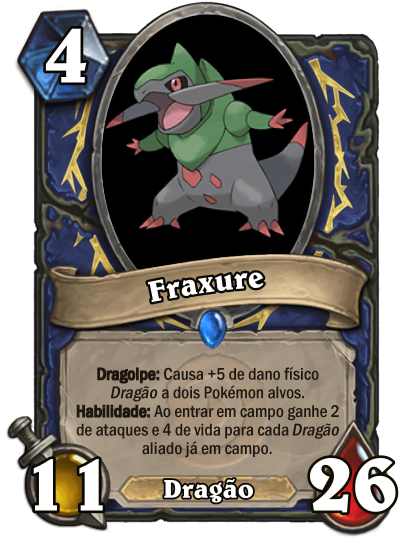 4
Fraxure
Dragolpe: Causa +5 de dano físico
Dragão a dois Pokémon alvos.
Habilidade: Ao entrar em campo ganhe 2
de ataques e 4 de vida para cada Dragão
aliado já em campo.
11
Dragão
26